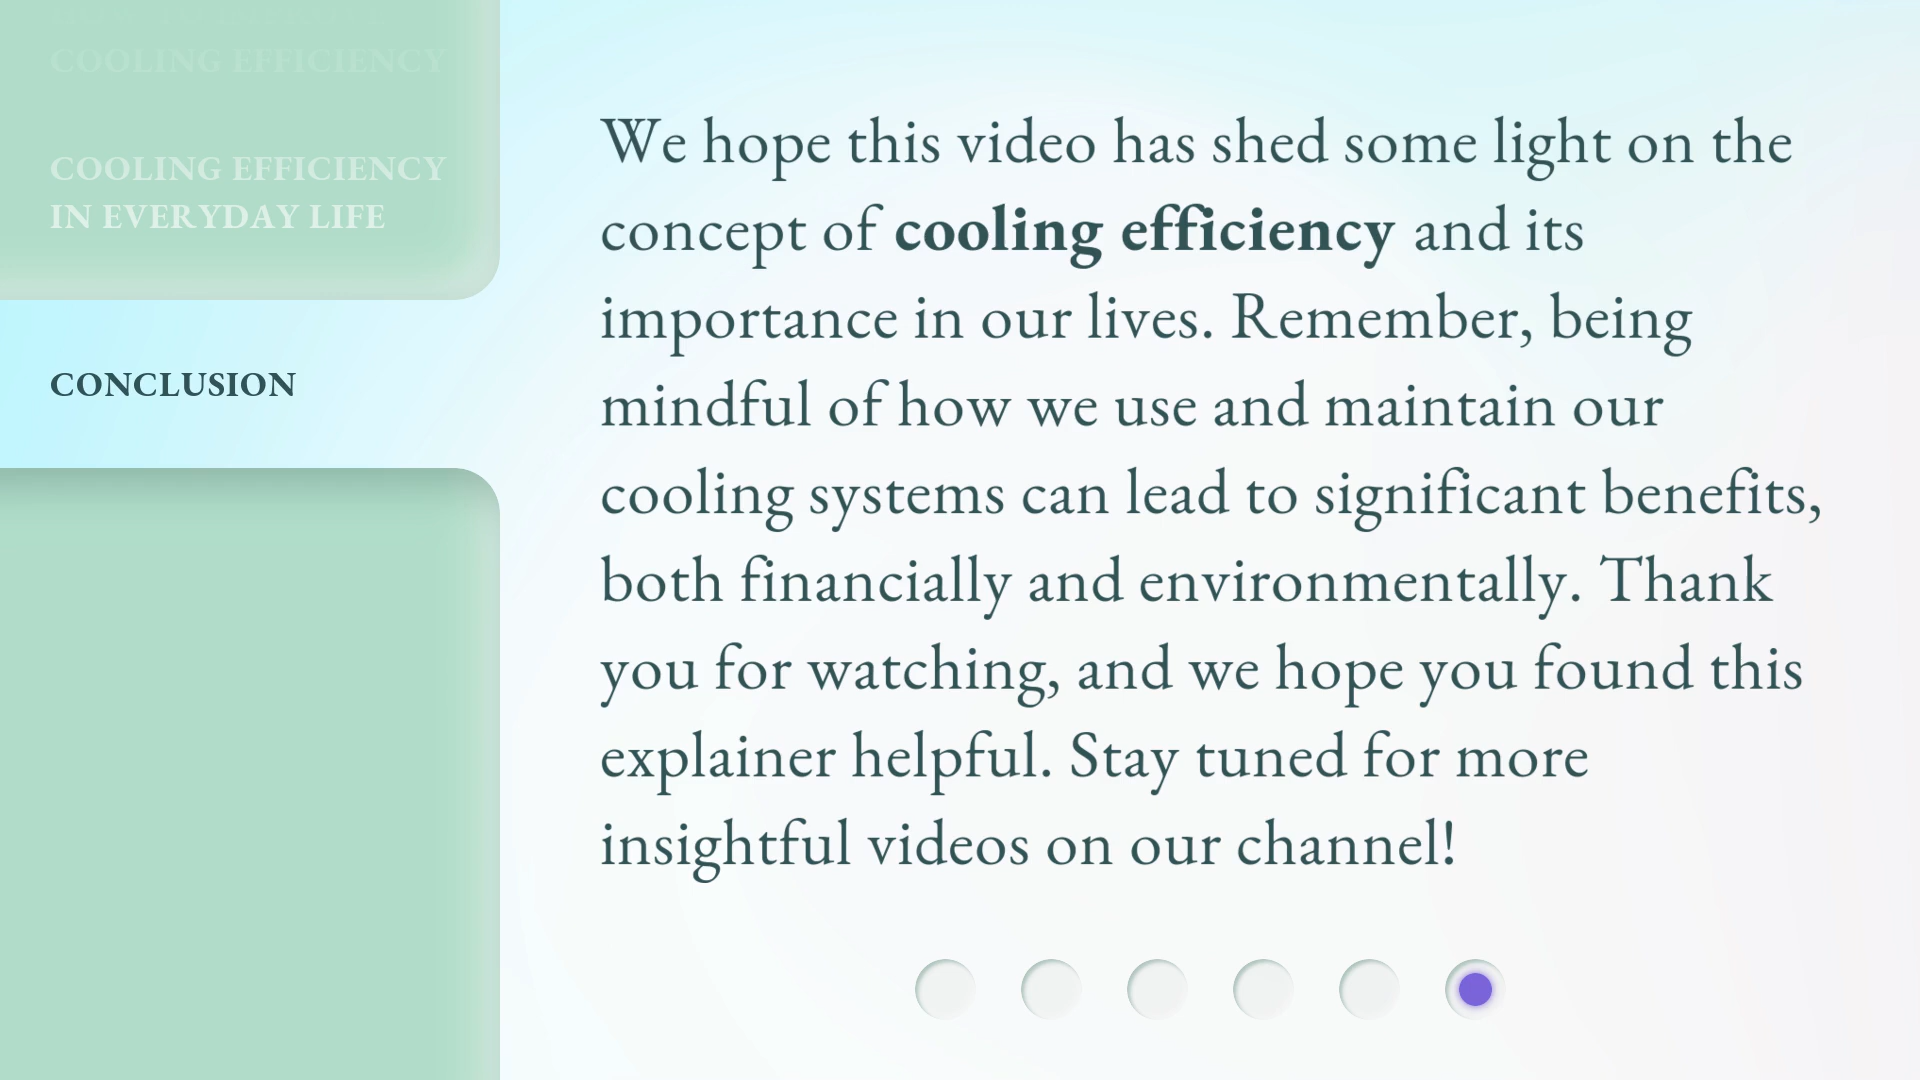 COOLING EFFICIENCY
COOLING EFFICIENCY
IN EVERYDAY LIFE
CONCLUSION
We hope this video has shed some light on the
concept of cooling efficiency and its
importance in our lives. Remember, being
mindful of how we use and maintain our
cooling systems can lead to significant benefits,
both financially and environmentally. Thank
you for watching, and we hope you found this
explainer helpful. Stay tuned for more
insightful videos on our channel!